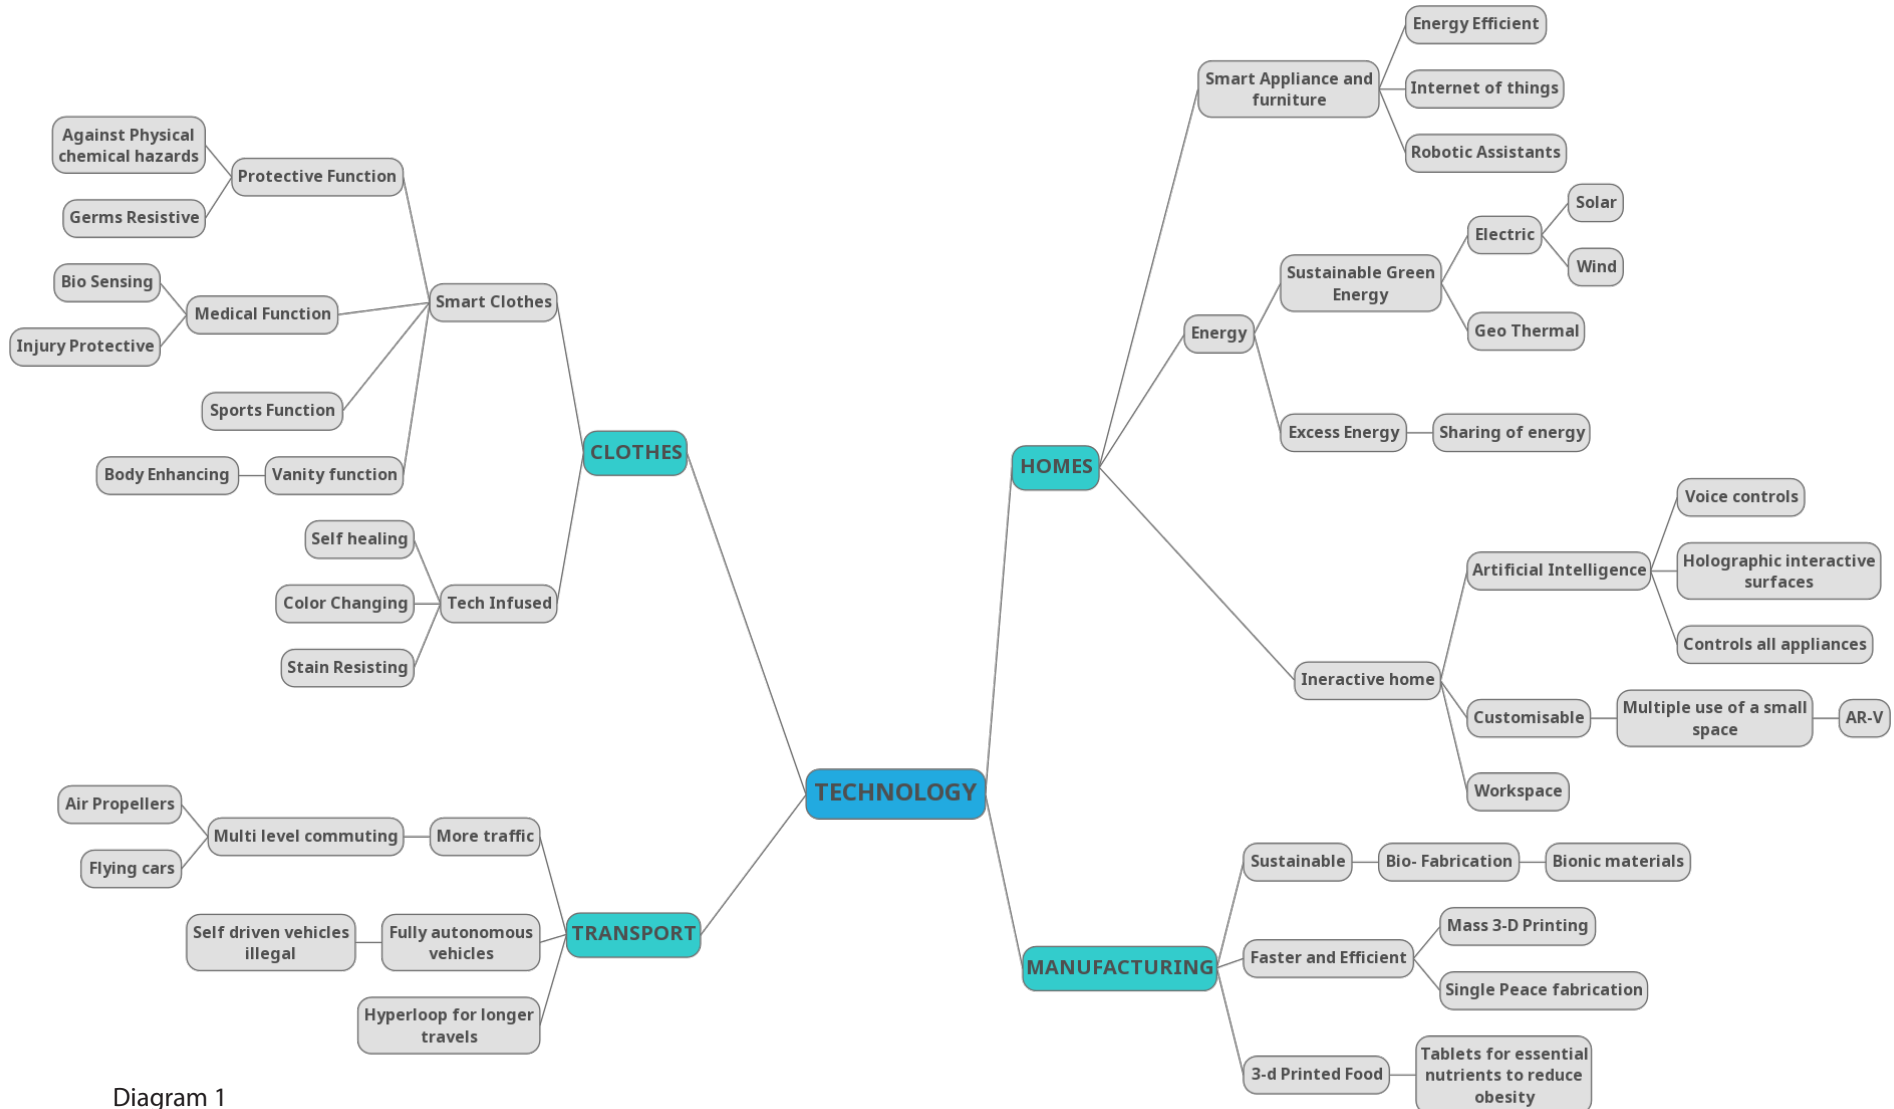 TECHNOLOGY
CLOTHES
Smart Clothes
Protective Function
Against Physical
chemical hazards
Germs Resistive
Medical Function
Bio Sensing
Injury Protective
Sports Function
Vanity function
Body Enhancing
Tech Infused
Self healing
Color Changing
Stain Resisting
TRANSPORT
More traffic
Multi level commuting
Air Propellers
Flying cars
Fully autonomous
vehicles
Self driven vehicles
illegal
Hyperloop for longer
travels
HOMES
Smart Appliance and
furniture
Energy Efficient
Internet of things
Robotic Assistants
Energy
Sustainable Green
Energy
Electric
Solar
Wind
Geo Thermal
Excess Energy
Sharing of energy
Ineractive home
Artificial Intelligence
Voice controls
Holographic interactive
surfaces
Controls all appliances
Customisable
Multiple use of a small
space
AR-V
Workspace
MANUFACTURING
Sustainable
Bio- Fabrication
Bionic materials
Faster and Efficient
Mass 3-D Printing
Single Peace fabrication
3-d Printed Food
Tablets for essential
nutrients to reduce
obesity
Diagram 1